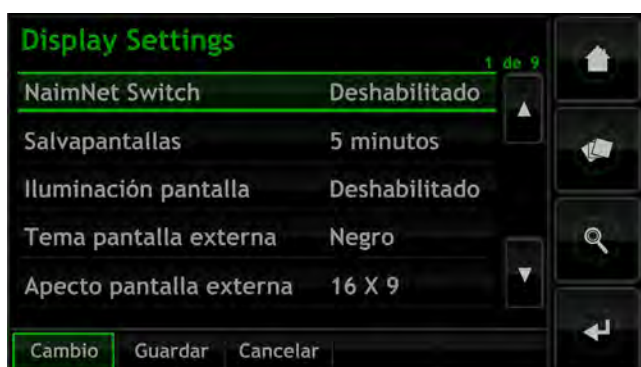 Display Settings
1 de 9
NaimNet Switch Deshabilitado
Salvapantallas 5 minutos
Iluminación pantalla Deshabilitado
Tema pantalla externa Negro
Apecto pantalla externa 16 X 9
Cambio Guardar Cancelar